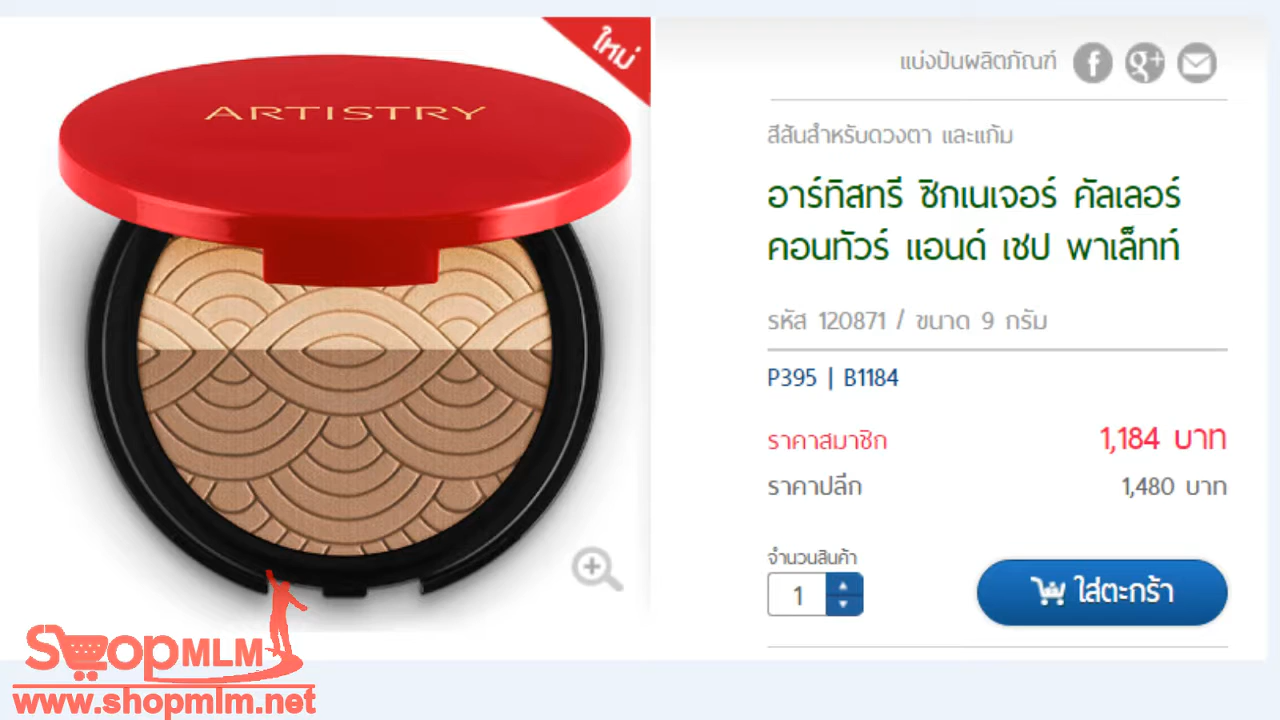 ใหม่
ARTISTRY
แบ่งปันผลิตภัณฑ์
สีสันสำหรับดวงตา และแก้ม
อาร์ทิสทรี ซิกเนเจอร์ คัลเลอร์
คอนทัวร์ แอนด์ เชป พาเล็ทท์
รหัส 120871 / ขนาด 9 กรัม
P395 | B1184
ราคาสมาชิก 1,184 บาท
ราคาปลีก 1,480 บาท
จำนวนสินค้า
1
ใส่ตะกร้า
ShopMLM
www.shopmlm.net